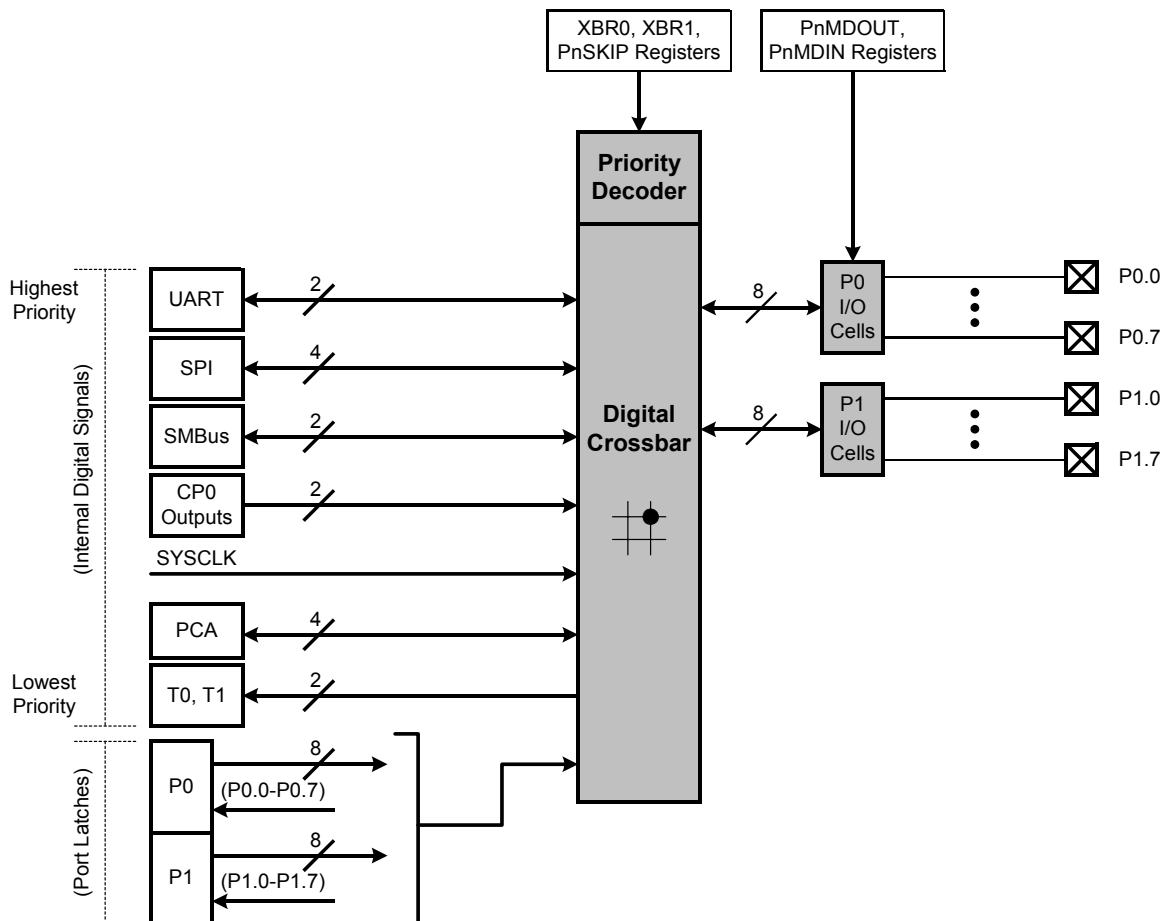 XBR0, XBR1,
PnSKIP Registers
PnMDOUT,
PnMDIN Registers
Priority
Decoder
Highest
Priority
(Internal Digital Signals)
UART
2
SPI
4
SMBus
2
CP0
Outputs
2
SYSCLK
PCA
4
Lowest
Priority
T0, T1
2
Digital
Crossbar
8
P0
I/O
Cells
P0.0
P0.7
8
P1
I/O
Cells
P1.0
P1.7
(Port Latches)
P0
8
(P0.0-P0.7)
P1
8
(P1.0-P1.7)